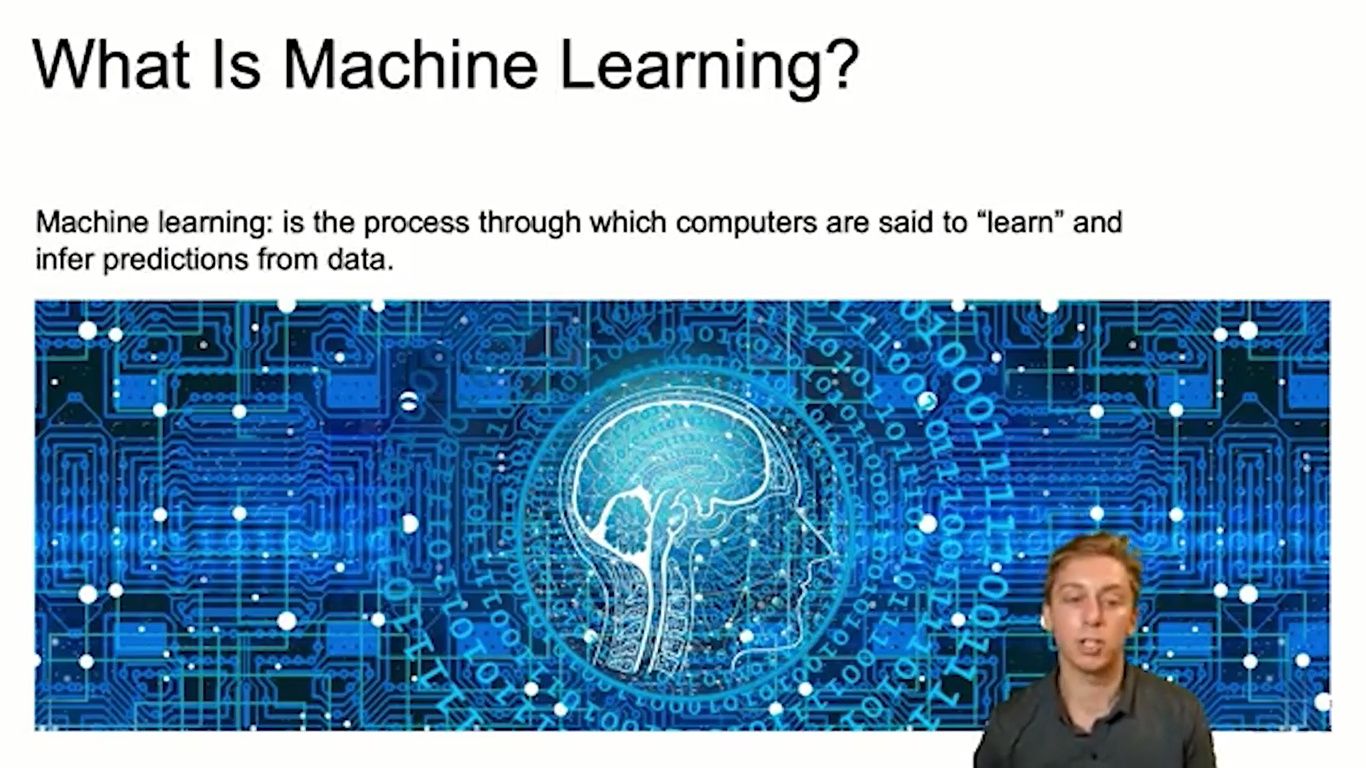 What Is Machine Learning?
Machine learning: is the process through which computers are said to “learn” and
infer predictions from data.